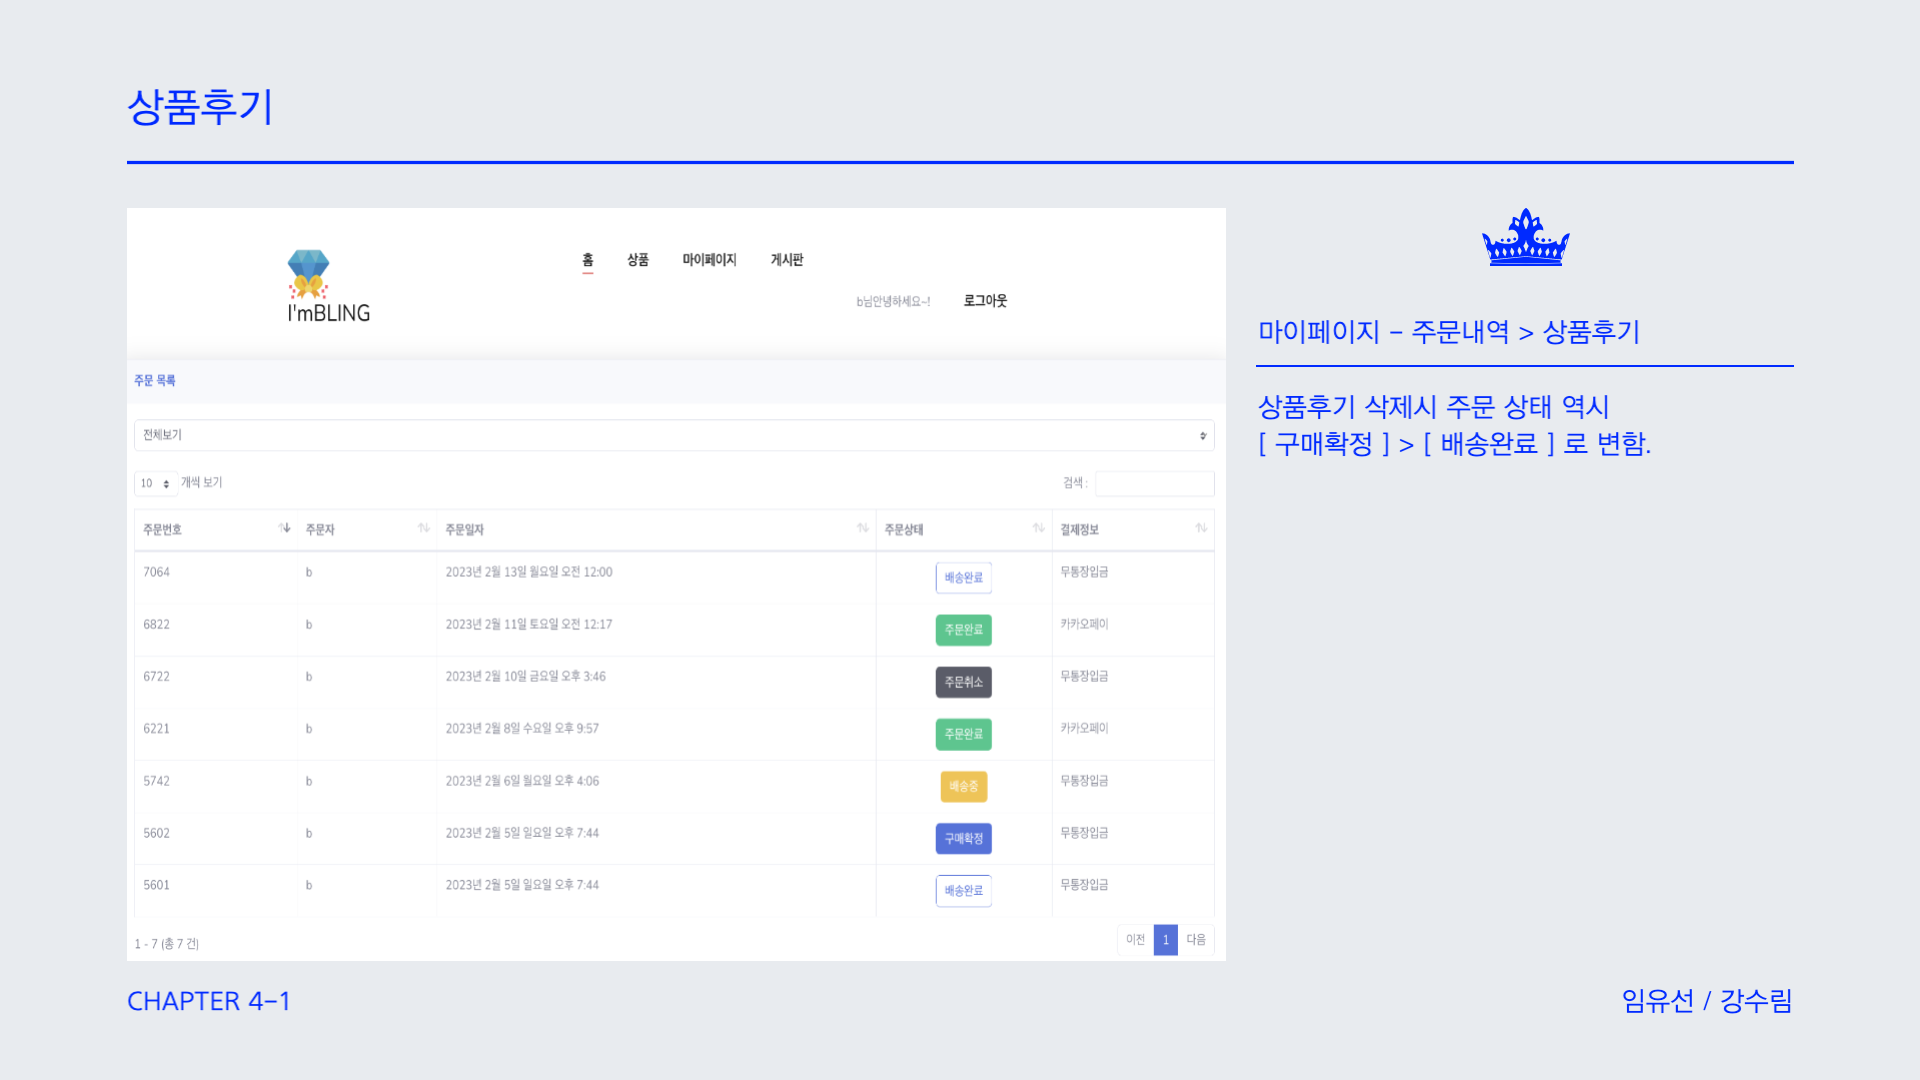 상품후기
홈 상품 마이페이지 게시판
I'mBLING
b님안녕하세요~! 로그아웃
주문 목록
전체보기
10 개씩 보기 검색 :
주문번호 주문자 주문일자 주문상태 결제정보
7064 b 2023년 2월 13일 월요일 오전 12:00 배송완료 무통장입금
6822 b 2023년 2월 11일 토요일 오전 12:17 주문완료 카카오페이
6722 b 2023년 2월 10일 금요일 오후 3:46 주문취소 무통장입금
6221 b 2023년 2월 8일 수요일 오후 9:57 주문완료 카카오페이
5742 b 2023년 2월 6일 월요일 오후 4:06 배송중 무통장입금
5602 b 2023년 2월 5일 일요일 오후 7:44 구매확정 무통장입금
5601 b 2023년 2월 5일 일요일 오후 7:44 배송완료 무통장입금
1 - 7 (총 7 건) 이전 1 다음
마이페이지 - 주문내역 > 상품후기
상품후기 삭제시 주문 상태 역시
[ 구매확정 ] > [ 배송완료 ] 로 변함.
CHAPTER 4-1
임유선 / 강수림